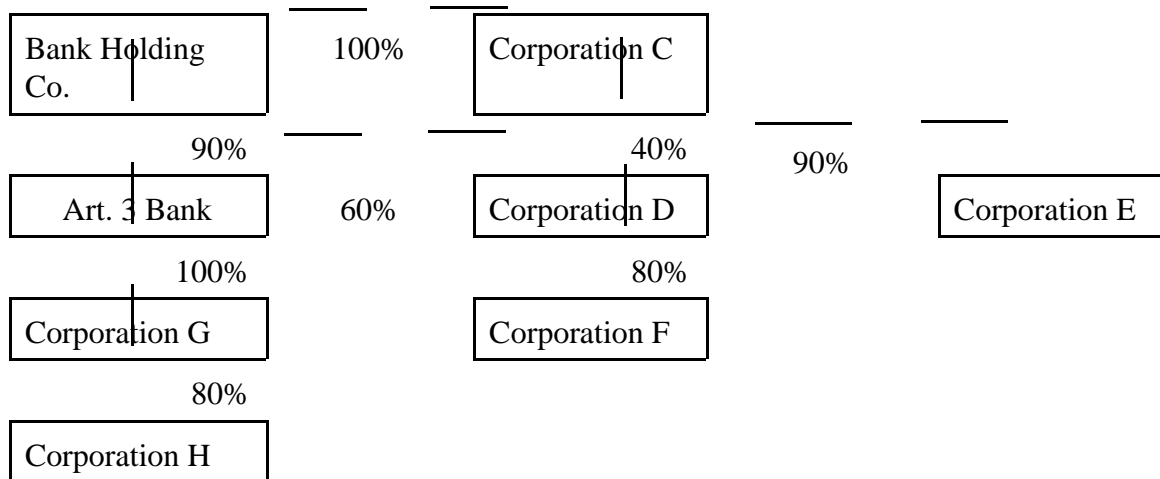 Bank Holding
Co.
100%
Corporation C
90%
40%
90%
Art. 3 Bank
60%
Corporation D
Corporation E
100%
80%
Corporation G
Corporation F
80%
Corporation H